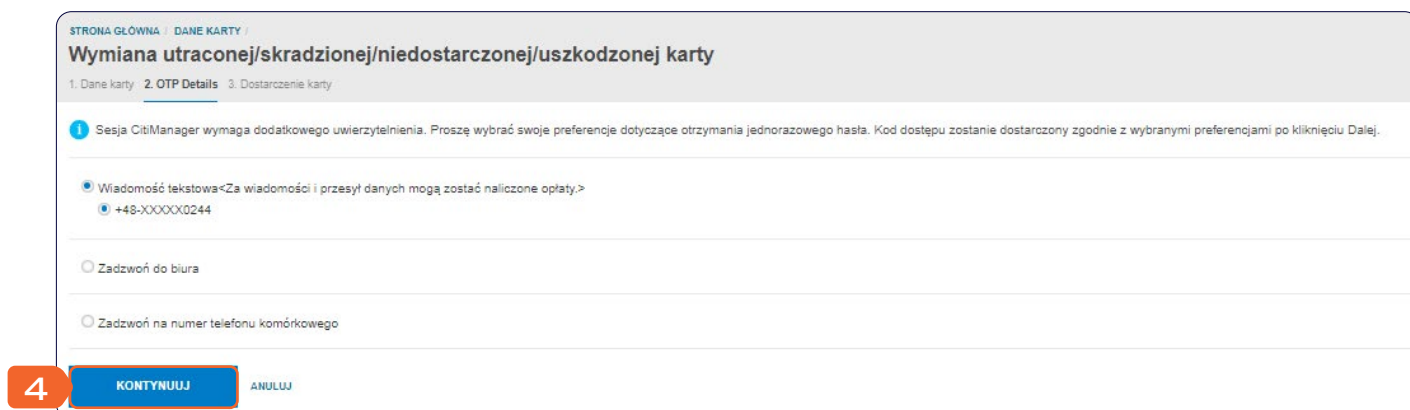 STRONA GŁÓWNA / DANE KARTY /
Wymiana utraconej/skradzionej/niedostarczonej/uszkodzonej karty
1. Dane karty 2. OTP Details 3. Dostarczenie karty
i Sesja CitiManager wymaga dodatkowego uwierzytelnienia. Proszę wybrać swoje preferencje dotyczące otrzymania jednorazowego hasła. Kod dostępu zostanie dostarczony zgodnie z wybranymi preferencjami po kliknięciu Dalej.
Wiadomość tekstowa<Za wiadomości i przesył danych mogą zostać naliczone opłaty.>
+48-XXXXX0244
Zadzwoń do biura
Zadzwoń na numer telefonu komórkowego
4 KONTYNUUJ ANULUJ